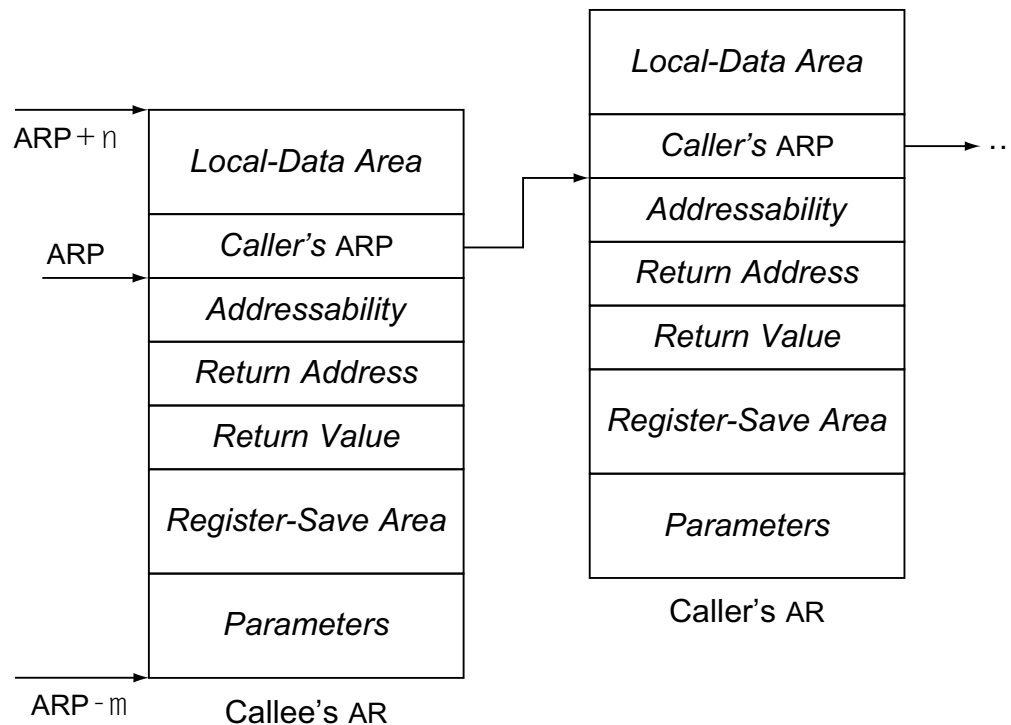 ARP+n
Local-Data Area
Caller's ARP
ARP
Addressability
Return Address
Return Value
Register-Save Area
Parameters
ARP-m
Callee's AR
Local-Data Area
Caller's ARP
..
Addressability
Return Address
Return Value
Register-Save Area
Parameters
Caller's AR